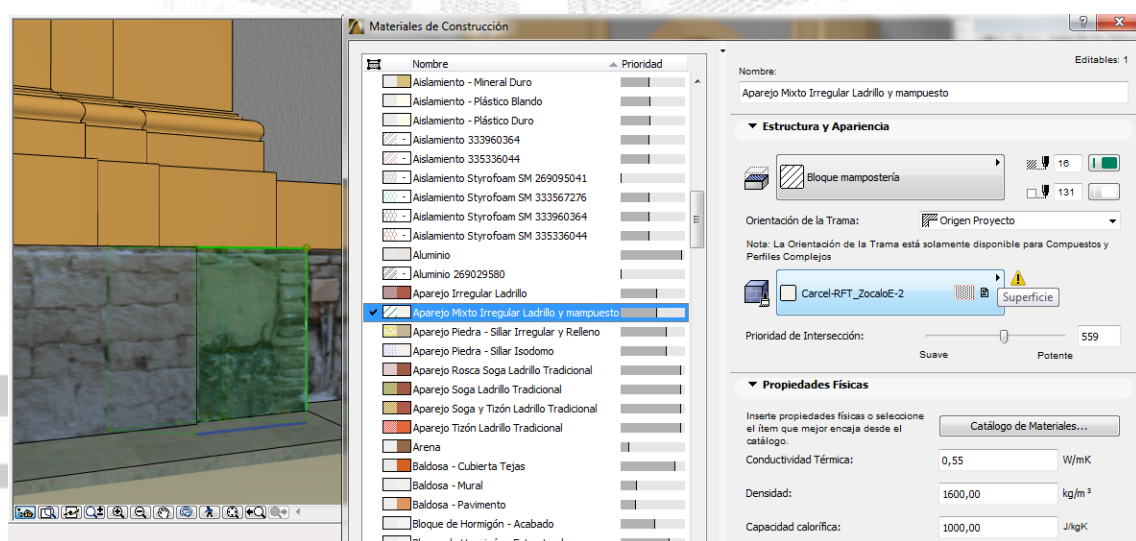 Materiales de Construcción
Nombre
Prioridad
Aislamiento - Mineral Duro
Aislamiento - Plástico Blando
Aislamiento - Plástico Duro
Aislamiento 333960364
Aislamiento 335336044
Aislamiento Styrofoam SM 269095041
Aislamiento Styrofoam SM 333567276
Aislamiento Styrofoam SM 333960364
Aislamiento Styrofoam SM 335336044
Aluminio
Aluminio 269029580
Aparejo Irregular Ladrillo
Aparejo Mixto Irregular Ladrillo y mampuesto
Aparejo Piedra - Sillar Irregular y Relleno
Aparejo Piedra - Sillar Isodomo
Aparejo Rosca Soga Ladrillo Tradicional
Aparejo Soga Ladrillo Tradicional
Aparejo Soga y Tizón Ladrillo Tradicional
Aparejo Tizón Ladrillo Tradicional
Arena
Baldosa - Cubierta Tejas
Baldosa - Mural
Baldosa - Pavimento
Bloque de Hormigón - Acabado
Editables: 1
Nombre:
Aparejo Mixto Irregular Ladrillo y mampuesto
Estructura y Apariencia
Bloque mampostería
16
131
Orientación de la Trama:
Origen Proyecto
Nota: La Orientación de la Trama está solamente disponible para Compuestos y
Perfiles Complejos
Carcel-RFT_ZocaloE-2
Superficie
Prioridad de Intersección:
559
Suave
Potente
Propiedades Físicas
Inserte propiedades físicas o seleccione
el ítem que mejor encaja desde el
catálogo.
Catálogo de Materiales...
Conductividad Térmica:
0,55
W/mK
Densidad:
1600,00
kg/m³
Capacidad calorífica:
1000,00
J/kgK